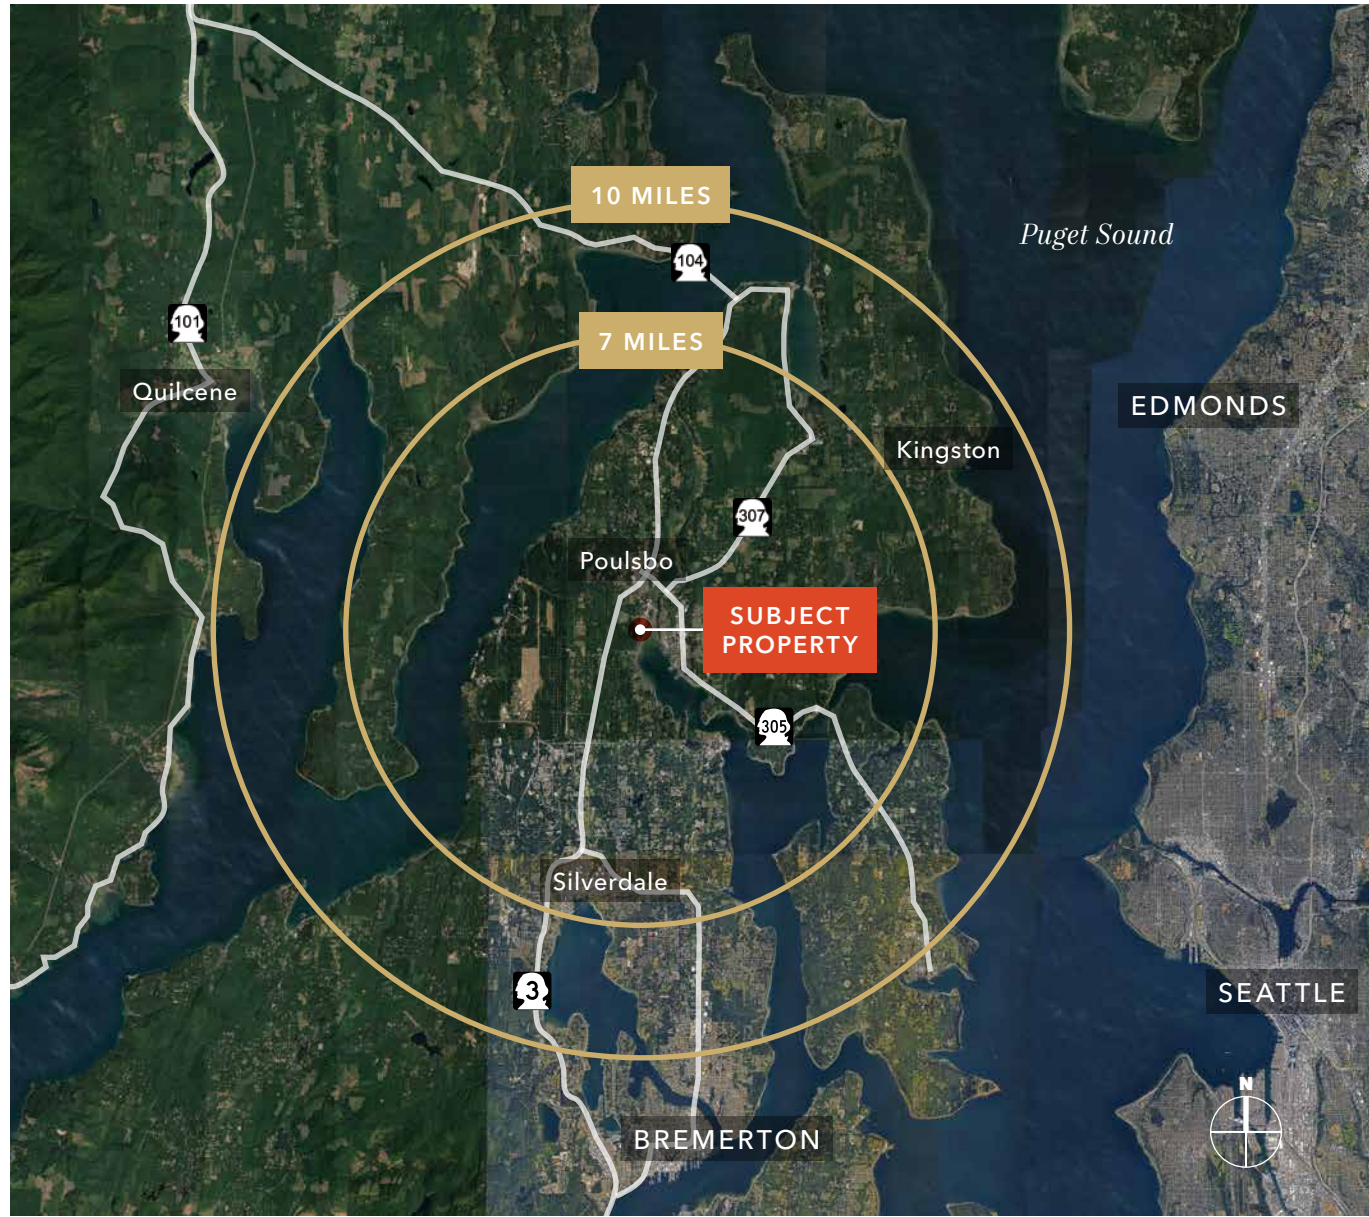 10 MILES
Puget Sound
104
101
7 MILES
Quilcene
EDMONDS
Kingston
307
Poulsbo
SUBJECT
PROPERTY
305
Silverdale
3
SEATTLE
N
BREMERTON